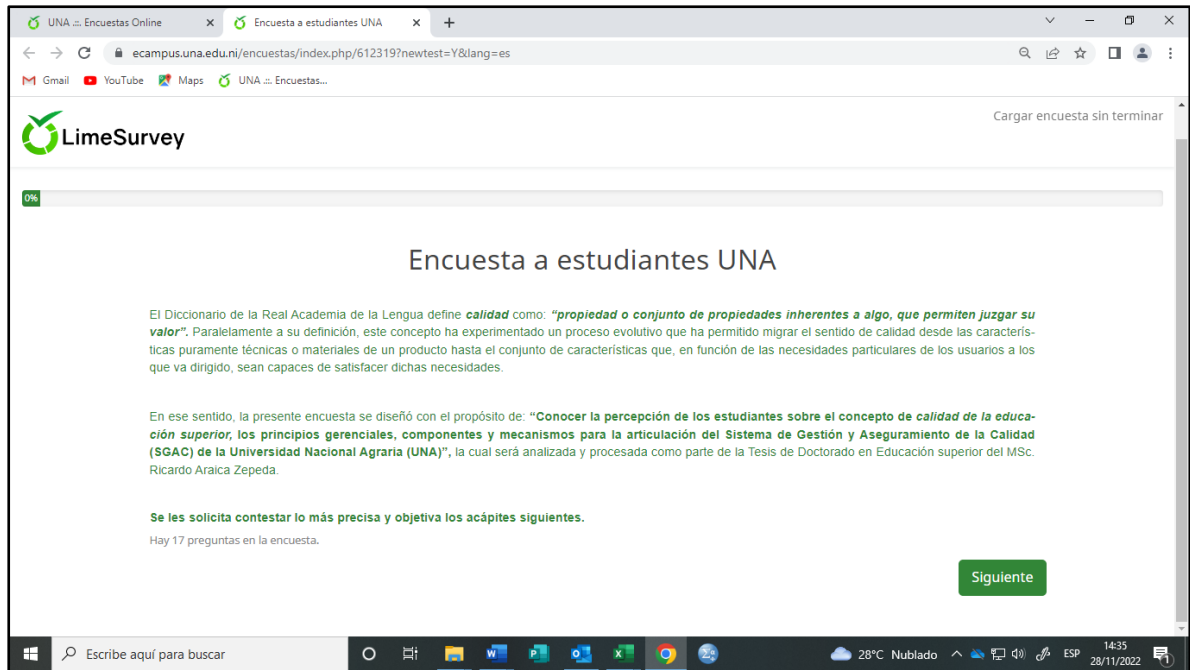 UNA .::. Encuestas Online
Encuesta a estudiantes UNA
ecampus.una.edu.ni/encuestas/index.php/612319?newtest=Y&lang=es
Gmail
YouTube
Maps
UNA .::. Encuestas...
LimeSurvey
Cargar encuesta sin terminar
0%
Encuesta a estudiantes UNA
El Diccionario de la Real Academia de la Lengua define calidad como: “propiedad o conjunto de propiedades inherentes a algo, que permiten juzgar su
valor”. Paralelamente a su definición, este concepto ha experimentado un proceso evolutivo que ha permitido migrar el sentido de calidad desde las caracterís-
ticas puramente técnicas o materiales de un producto hasta el conjunto de características que, en función de las necesidades particulares de los usuarios a los
que va dirigido, sean capaces de satisfacer dichas necesidades.
En ese sentido, la presente encuesta se diseñó con el propósito de: “Conocer la percepción de los estudiantes sobre el concepto de calidad de la educa-
ción superior, los principios gerenciales, componentes y mecanismos para la articulación del Sistema de Gestión y Aseguramiento de la Calidad
(SGAC) de la Universidad Nacional Agraria (UNA)”, la cual será analizada y procesada como parte de la Tesis de Doctorado en Educación superior del MSc.
Ricardo Araica Zepeda.
Se les solicita contestar lo más precisa y objetiva los acápites siguientes.
Hay 17 preguntas en la encuesta.
Siguiente
Escribe aquí para buscar
28°C Nublado
ESP
14:35
28/11/2022